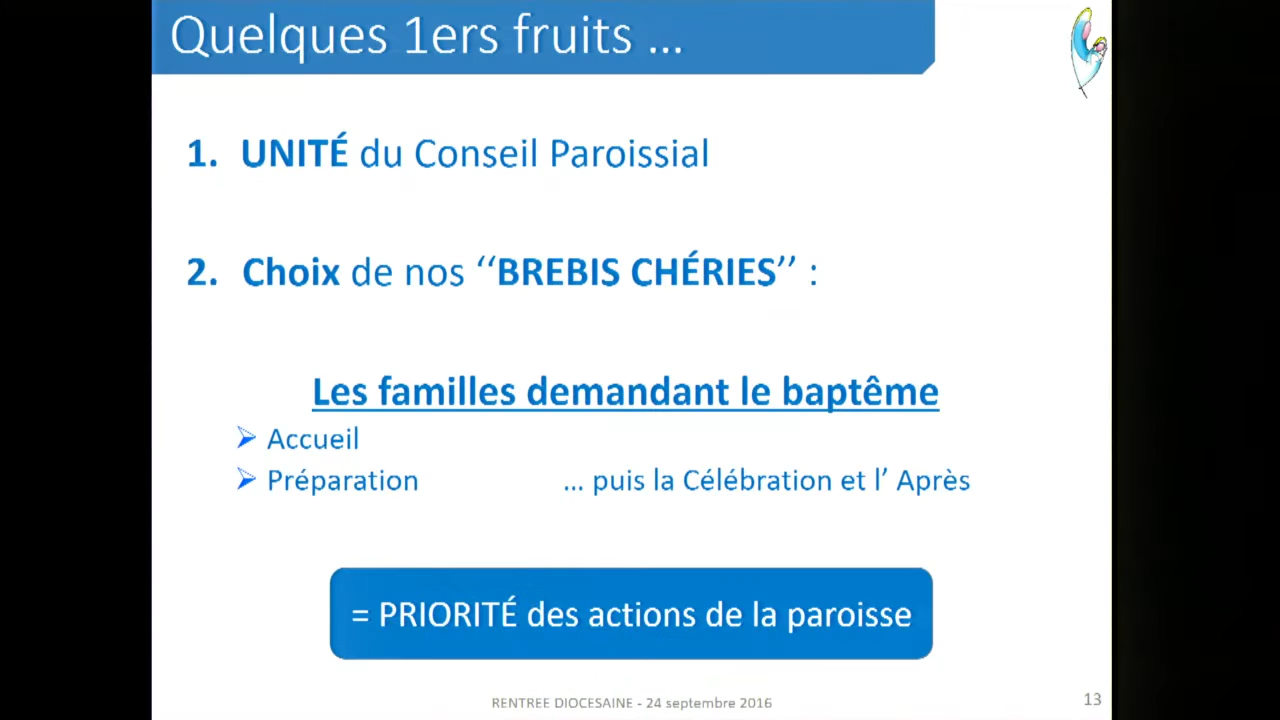 Quelques 1ers fruits ...
1. UNITÉ du Conseil Paroissial
2. Choix de nos ‘‘BREBIS CHÉRIES’’ :
Les familles demandant le baptême
Accueil
Préparation ... puis la Célébration et l’ Après
= PRIORITÉ des actions de la paroisse
RENTREE DIOCESAINE - 24 septembre 2016
13